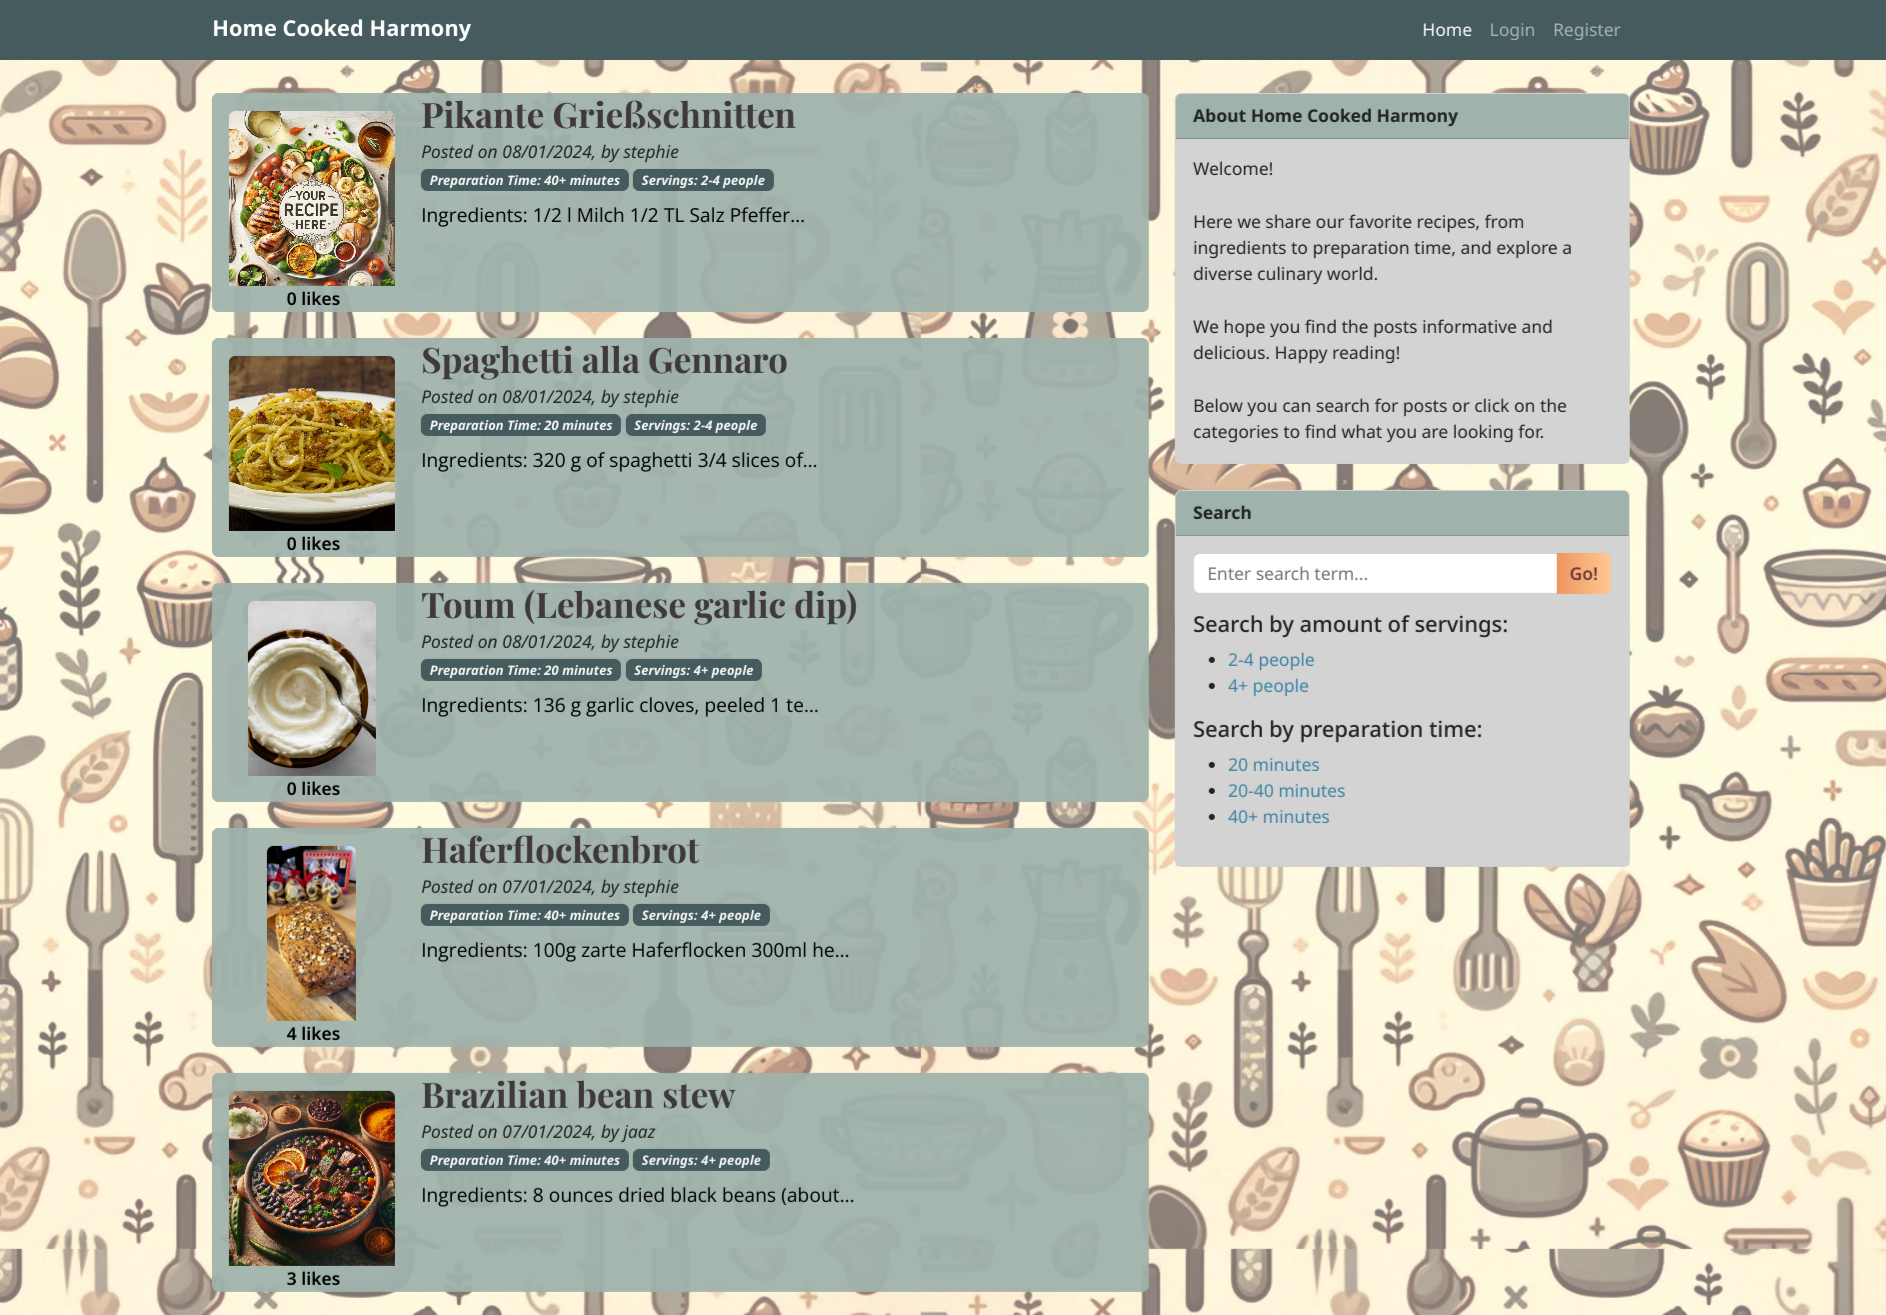 Home Cooked Harmony
Home Login Register
Pikante Grießschnitten
Posted on 08/01/2024, by stephie
Preparation Time: 40+ minutes Servings: 2-4 people
Ingredients: 1/2 l Milch 1/2 TL Salz Pfeffer...
YOUR
RECIPE
HERE
0 likes
Spaghetti alla Gennaro
Posted on 08/01/2024, by stephie
Preparation Time: 20 minutes Servings: 2-4 people
Ingredients: 320 g of spaghetti 3/4 slices of...
0 likes
Toum (Lebanese garlic dip)
Posted on 08/01/2024, by stephie
Preparation Time: 20 minutes Servings: 4+ people
Ingredients: 136 g garlic cloves, peeled 1 te...
0 likes
Haferflockenbrot
Posted on 07/01/2024, by stephie
Preparation Time: 40+ minutes Servings: 4+ people
Ingredients: 100g zarte Haferflocken 300ml he...
4 likes
Brazilian bean stew
Posted on 07/01/2024, by jaaz
Preparation Time: 40+ minutes Servings: 4+ people
Ingredients: 8 ounces dried black beans (about...
3 likes
About Home Cooked Harmony
Welcome!
Here we share our favorite recipes, from
ingredients to preparation time, and explore a
diverse culinary world.
We hope you find the posts informative and
delicious. Happy reading!
Below you can search for posts or click on the
categories to find what you are looking for.
Search
Enter search term... Go!
Search by amount of servings:
• 2-4 people
• 4+ people
Search by preparation time:
• 20 minutes
• 20-40 minutes
• 40+ minutes